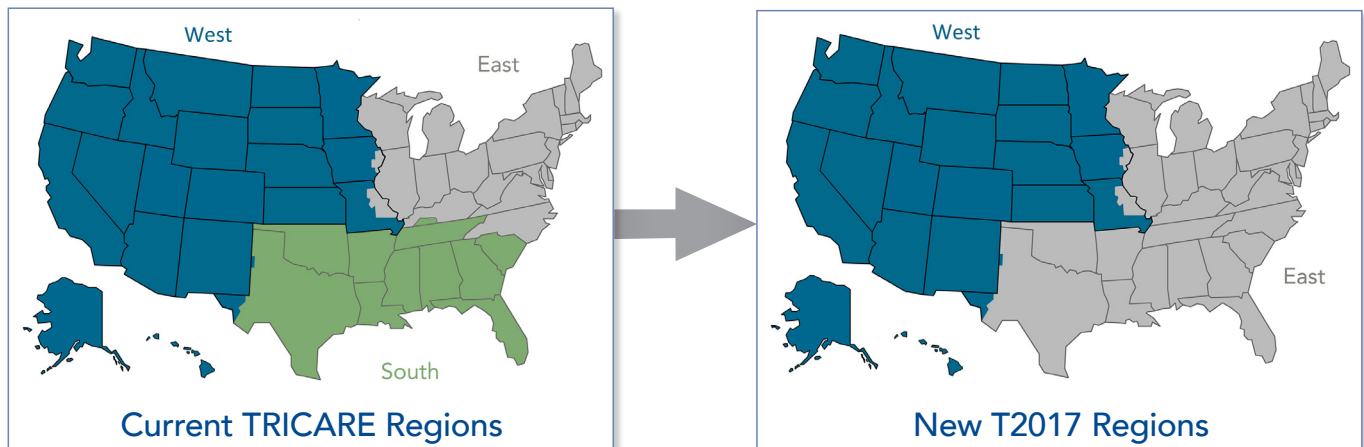 West
East
South
Current TRICARE Regions
West
East
New T2017 Regions